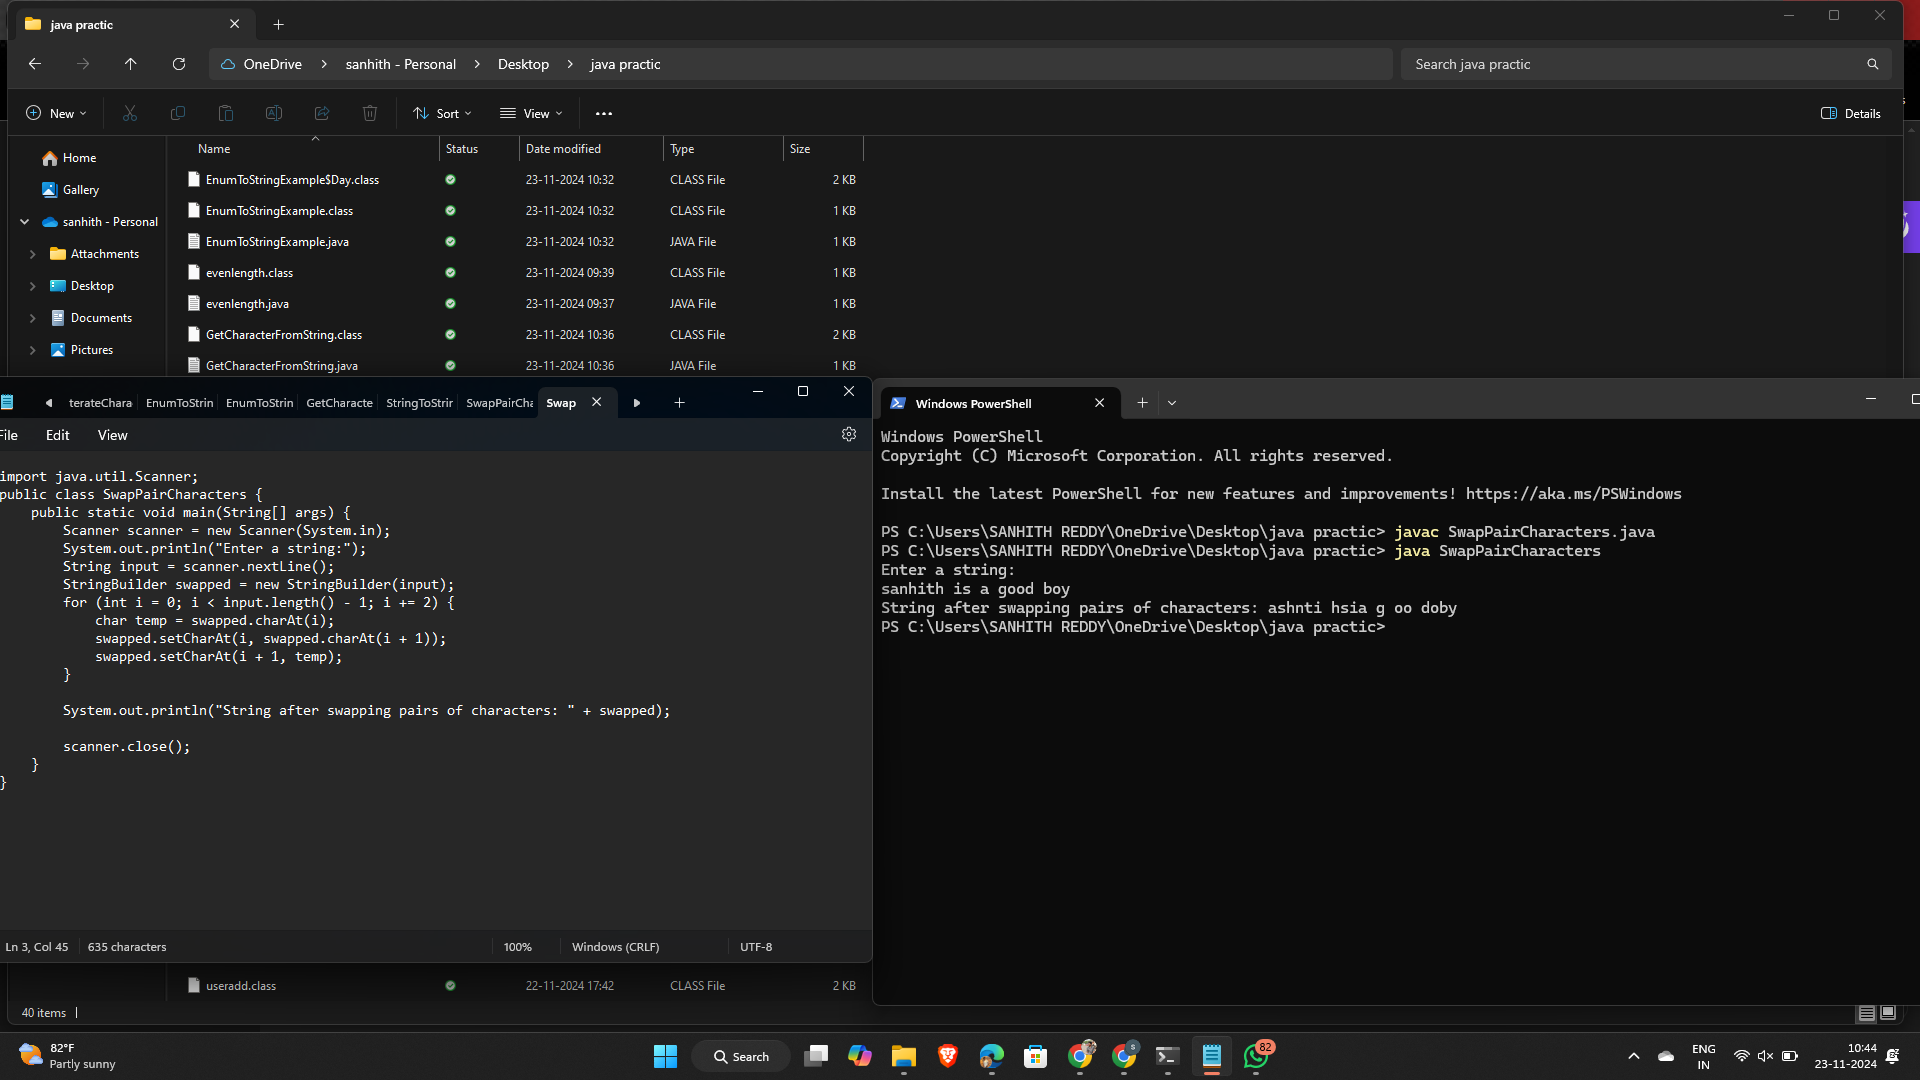 java practic
OneDrive > sanhith - Personal > Desktop > java practic
Search java practic
New
Sort
View
Details
Name Status Date modified Type Size
Home
Gallery
sanhith - Personal
Attachments
Desktop
Documents
Pictures
EnumToStringExample$Day.class 23-11-2024 10:32 CLASS File 2 KB
EnumToStringExample.class 23-11-2024 10:32 CLASS File 1 KB
EnumToStringExample.java 23-11-2024 10:32 JAVA File 1 KB
evenlength.class 23-11-2024 09:39 CLASS File 1 KB
evenlength.java 23-11-2024 09:37 JAVA File 1 KB
GetCharacterFromString.class 23-11-2024 10:36 CLASS File 2 KB
GetCharacterFromString.java 23-11-2024 10:36 JAVA File 1 KB
terateChara EnumToStrin EnumToStrin GetCharacte StringToStrir SwapPairCha Swap
File Edit View
import java.util.Scanner;
public class SwapPairCharacters {
public static void main(String[] args) {
Scanner scanner = new Scanner(System.in);
System.out.println("Enter a string:");
String input = scanner.nextLine();
StringBuilder swapped = new StringBuilder(input);
for (int i = 0; i < input.length() - 1; i += 2) {
char temp = swapped.charAt(i);
swapped.setCharAt(i, swapped.charAt(i + 1));
swapped.setCharAt(i + 1, temp);
}
System.out.println("String after swapping pairs of characters: " + swapped);
scanner.close();
}
}
Ln 3, Col 45 635 characters 100% Windows (CRLF) UTF-8
Windows PowerShell
Windows PowerShell
Copyright (C) Microsoft Corporation. All rights reserved.
Install the latest PowerShell for new features and improvements! https://aka.ms/PSWindows
PS C:\Users\SANHITH REDDY\OneDrive\Desktop\java practic> javac SwapPairCharacters.java
PS C:\Users\SANHITH REDDY\OneDrive\Desktop\java practic> java SwapPairCharacters
Enter a string:
sanhith is a good boy
String after swapping pairs of characters: ashnti hsia g oo doby
PS C:\Users\SANHITH REDDY\OneDrive\Desktop\java practic>
useradd.class 22-11-2024 17:42 CLASS File 2 KB
40 items
82°F
Partly sunny
Search
S
82
ENG
IN
10:44
23-11-2024